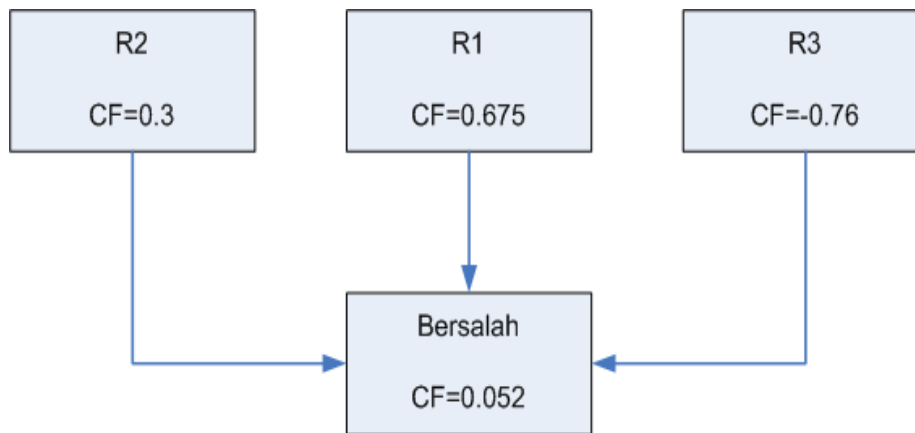 R2
CF=0.3
R1
CF=0.675
R3
CF=-0.76
Bersalah
CF=0.052